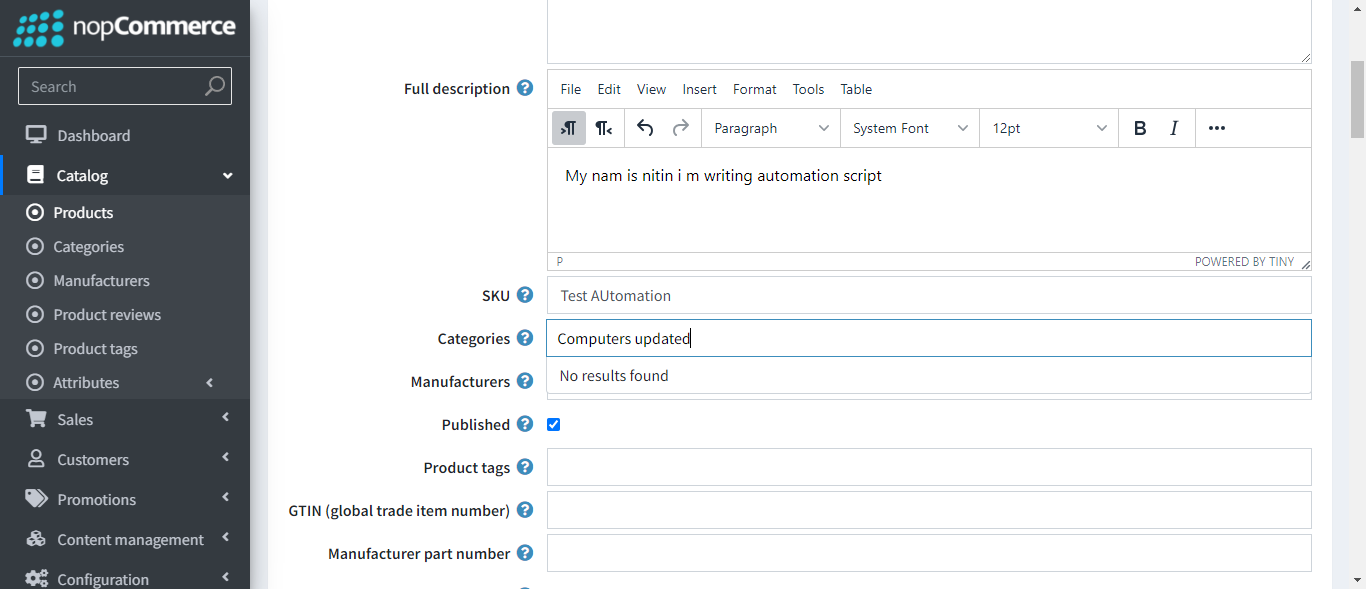 nopCommerce
Search
Dashboard
Catalog
Products
Categories
Manufacturers
Product reviews
Product tags
Attributes
Sales
Customers
Promotions
Content management
Configuration
Full description ?
File Edit View Insert Format Tools Table
Paragraph System Font 12pt B I
My nam is nitin i m writing automation script
P POWERED BY TINY
SKU ? Test AUtomation
Categories ? Computers updated
No results found
Manufacturers ?
Published ?
Product tags ?
GTIN (global trade item number) ?
Manufacturer part number ?